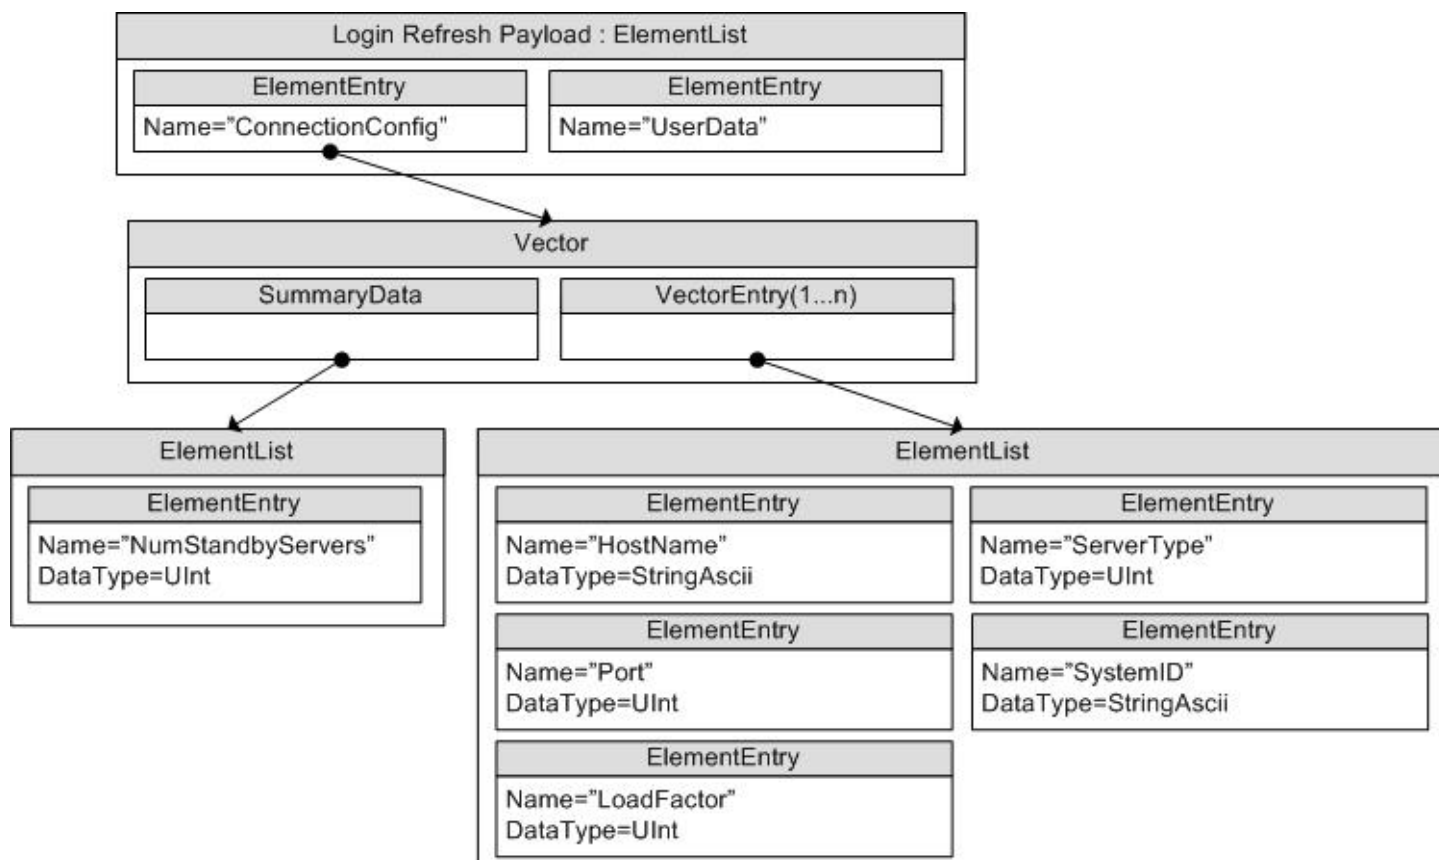 Login Refresh Payload : ElementList
ElementEntry
Name=”ConnectionConfig”
ElementEntry
Name=”UserData”
Vector
SummaryData
VectorEntry(1...n)
ElementList
ElementEntry
Name=”NumStandbyServers”
DataType=UInt
ElementList
ElementEntry
Name=”HostName”
DataType=StringAscii
ElementEntry
Name=”ServerType”
DataType=UInt
ElementEntry
Name=”Port”
DataType=UInt
ElementEntry
Name=”SystemID”
DataType=StringAscii
ElementEntry
Name=”LoadFactor”
DataType=UInt